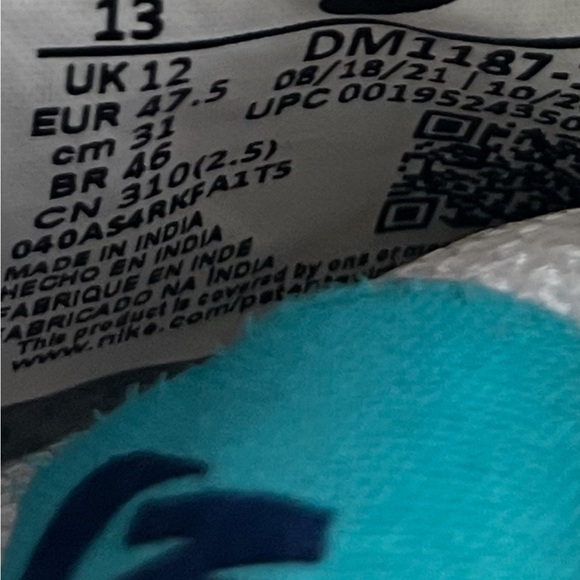 13
UK 12
EUR 47.5
cm 31
BR 46
CN 310(2.5)
040AS4RKFA1T5
MADE IN INDIA
HECHO EN INDIA
FABRIQUE EN INDE
FABRICADO NA INDIA
This product is covered by one or
www.nike.com/patents
DM1187-
08/18/21 | 10/2
UPC 0019524350